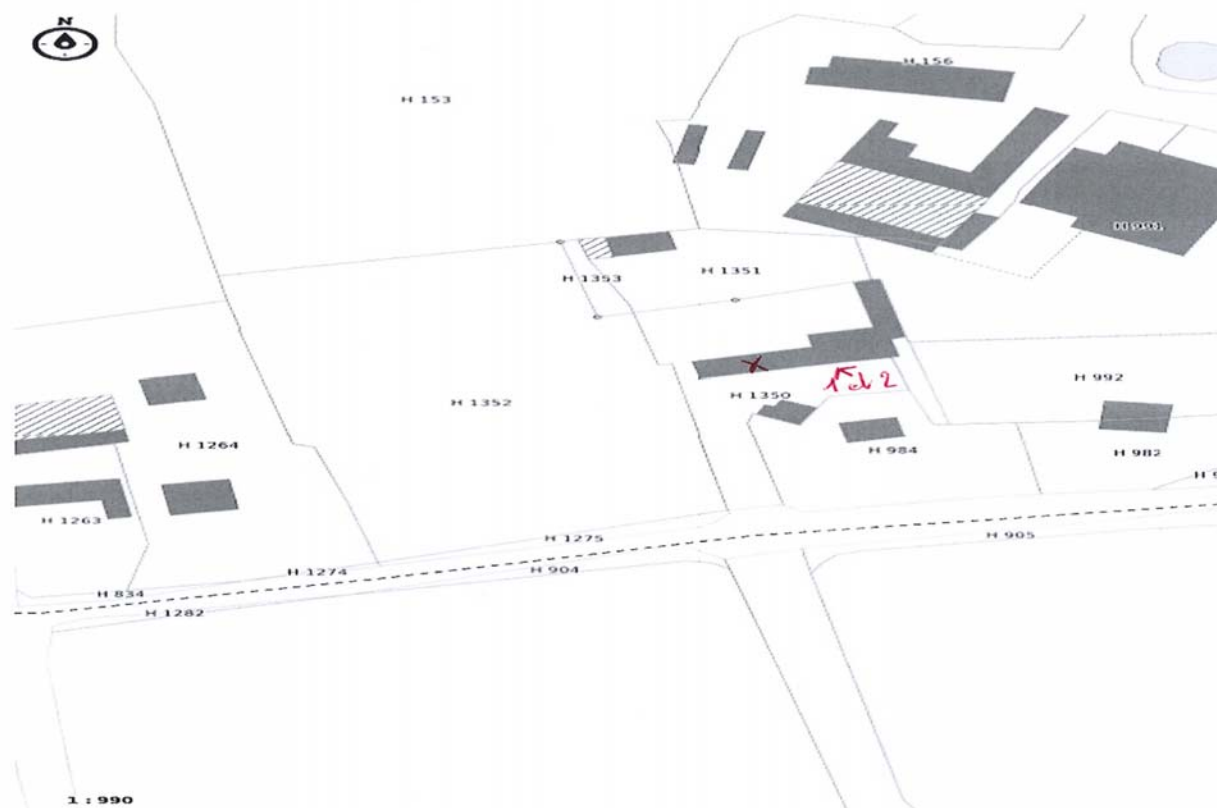 N
H 156
H 153
H 991
H 1353
H 1351
H 992
1 et 2
H 1350
H 1352
H 1264
H 984
H 982
H 1263
H 1275
H 905
H 1274
H 904
H 834
H 1282
1 : 990